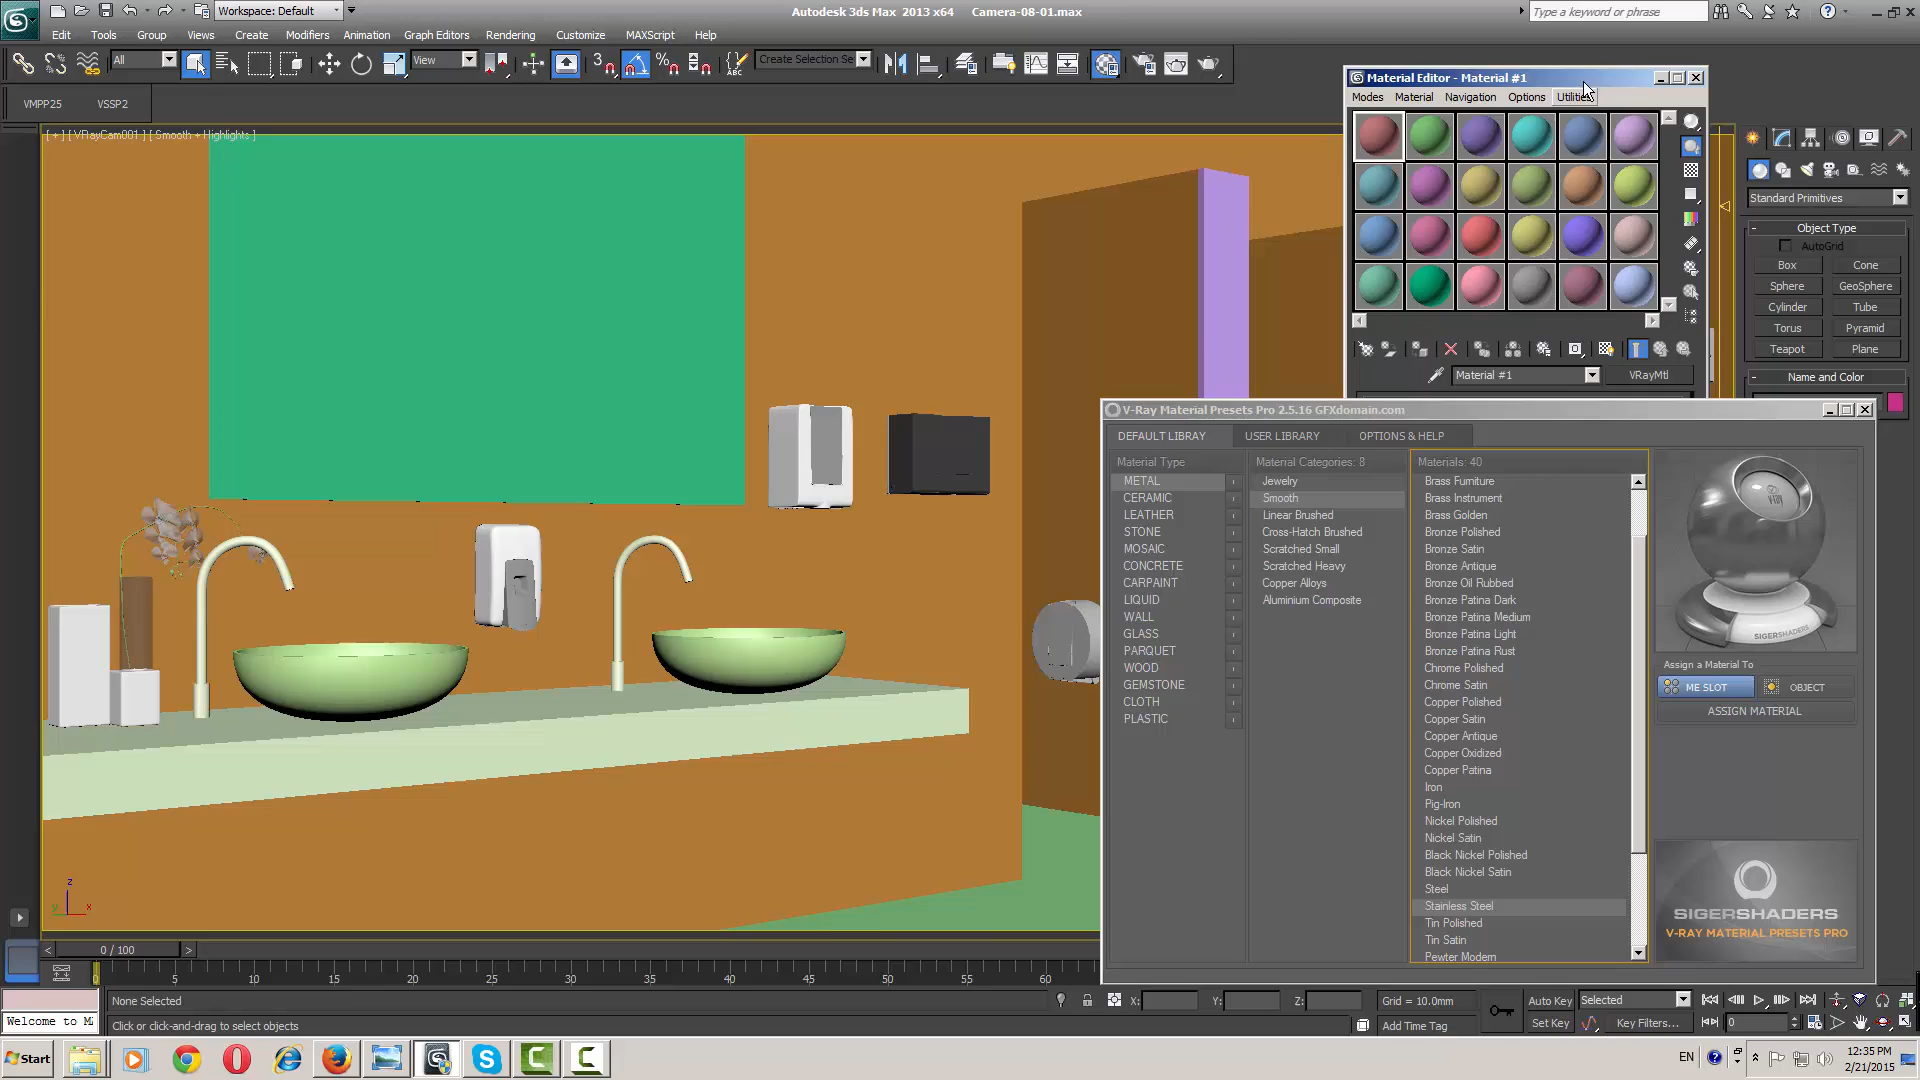 Workspace: Default
Autodesk 3ds Max 2013 x64 Camera-08-01.max
Type a keyword or phrase
Edit Tools Group Views Create Modifiers Animation Graph Editors Rendering Customize MAXScript Help
All
View
3
Create Selection Se
VMPP25 VSSP2
[ + ] [ VRayCam001 ] [ Smooth + Highlights ]
Material Editor - Material #1
Modes Material Navigation Options Utilities
Material #1
VRayMtl
Standard Primitives
Object Type
AutoGrid
Box Cone
Sphere GeoSphere
Cylinder Tube
Torus Pyramid
Teapot Plane
Name and Color
V-Ray Material Presets Pro 2.5.16 GFXdomain.com
DEFAULT LIBRAY USER LIBRARY OPTIONS & HELP
Material Type
METAL
CERAMIC
LEATHER
STONE
MOSAIC
CONCRETE
CARPAINT
LIQUID
WALL
GLASS
PARQUET
WOOD
GEMSTONE
CLOTH
PLASTIC
Material Categories: 8
Jewelry
Smooth
Linear Brushed
Cross-Hatch Brushed
Scratched Small
Scratched Heavy
Copper Alloys
Aluminium Composite
Materials: 40
Brass Furniture
Brass Instrument
Brass Golden
Bronze Polished
Bronze Satin
Bronze Antique
Bronze Oil Rubbed
Bronze Patina Dark
Bronze Patina Medium
Bronze Patina Light
Bronze Patina Rust
Chrome Polished
Chrome Satin
Copper Polished
Copper Satin
Copper Antique
Copper Oxidized
Copper Patina
Iron
Pig-Iron
Nickel Polished
Nickel Satin
Black Nickel Polished
Black Nickel Satin
Steel
Stainless Steel
Tin Polished
Tin Satin
Pewter Modern
SIGERSHADERS
Assign a Material To
ME SLOT OBJECT
ASSIGN MATERIAL
SIGERSHADERS
V-RAY MATERIAL PRESETS PRO
z
y x
0 / 100
0 5 10 15 20 25 30 35 40 45 50 55 60
None Selected
X: Y: Z: Grid = 10.0mm
Auto Key Selected
Welcome to M
Click or click-and-drag to select objects
Add Time Tag
Set Key Key Filters...
0
Start
EN
12:35 PM
2/21/2015